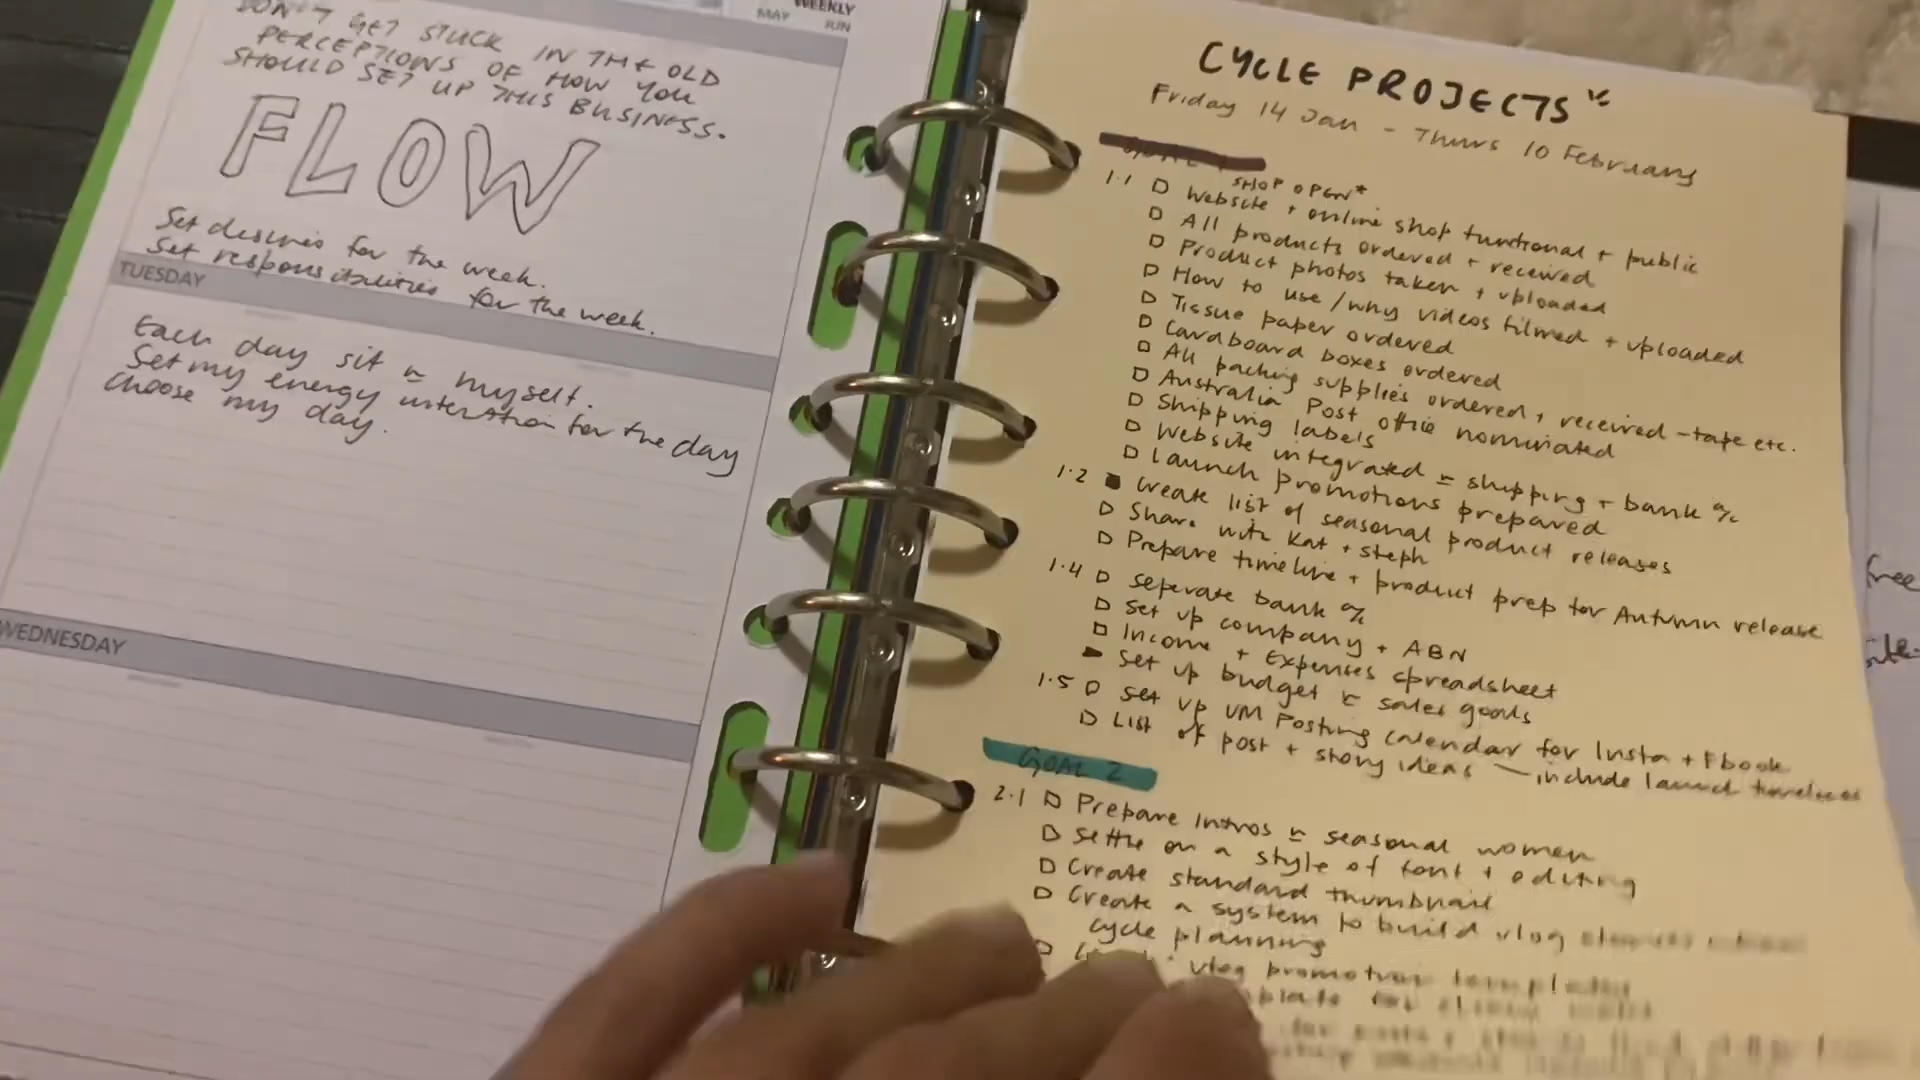 WEEKLY
MAY
JUN
DON'T GET STUCK IN THE OLD
PERCEPTIONS OF HOW YOU
SHOULD SET UP THIS BUSINESS.
FLOW
Set desires for the week.
Set responsibilities for the week.
TUESDAY
Each day sit w myself.
Set my energy intention for the day
Choose my day.
WEDNESDAY
CYCLE PROJECTS
Friday 14 Jan - Thurs 10 February
SHOP OPEN*
1.1 Website + online shop functional + public
All products ordered + received
Product photos taken + uploaded
How to use/why videos filmed + uploaded
Tissue paper ordered
Cardboard boxes ordered
All packing supplies ordered + received - tape etc.
Australia Post office nominated
Shipping labels
Website integrated w shipping + bank a/c
Launch promotions prepared
1.2 Create list of seasonal product releases
Share with Kat + Steph
Prepare timeline + product prep for Autumn release
1.4 Seperate bank a/c
Set up company + ABN
Income + Expenses spreadsheet
Set up budget w sales goals
1.5 Set up VM Posting calendar for Insta + Fbook
List of post + story ideas - include launch
GOAL 2
2.1 Prepare intros w seasonal women
Settle on a style of font + editing
Create standard thumbnail
Create a system to build vlog
cycle planning
vlog promotion
free